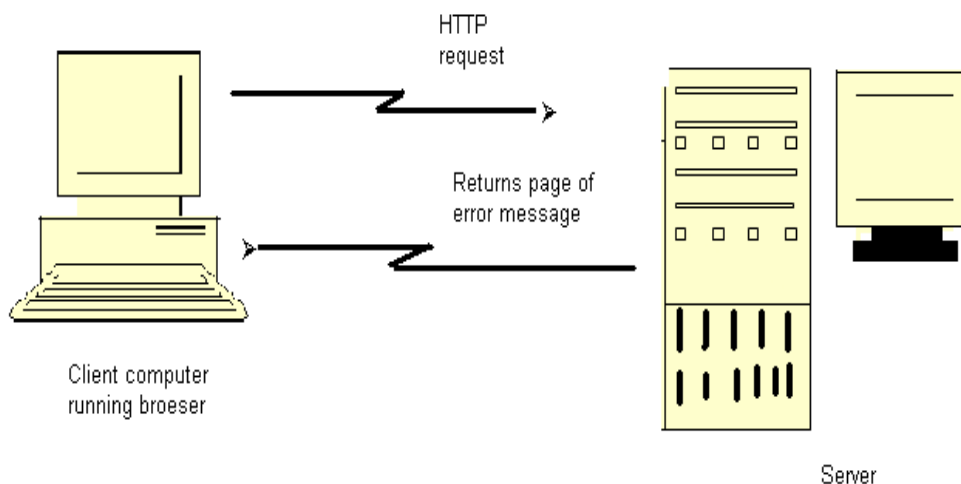 HTTP
request
Returns page of
error message
Client computer
running broeser
Server